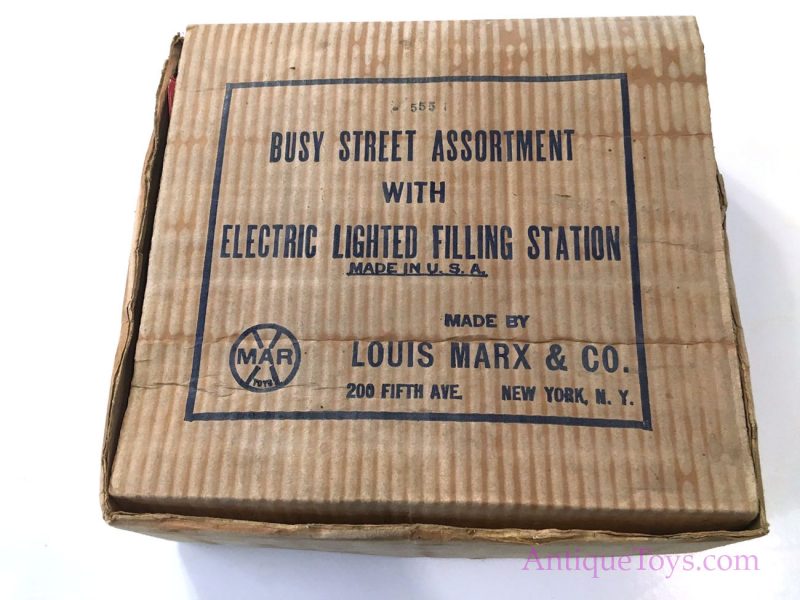 5551
BUSY STREET ASSORTMENT
WITH
ELECTRIC LIGHTED FILLING STATION
MADE IN U. S. A.
MADE BY
MAR
TOYS
LOUIS MARX & CO.
200 FIFTH AVE. NEW YORK, N. Y.
AntiqueToys.com